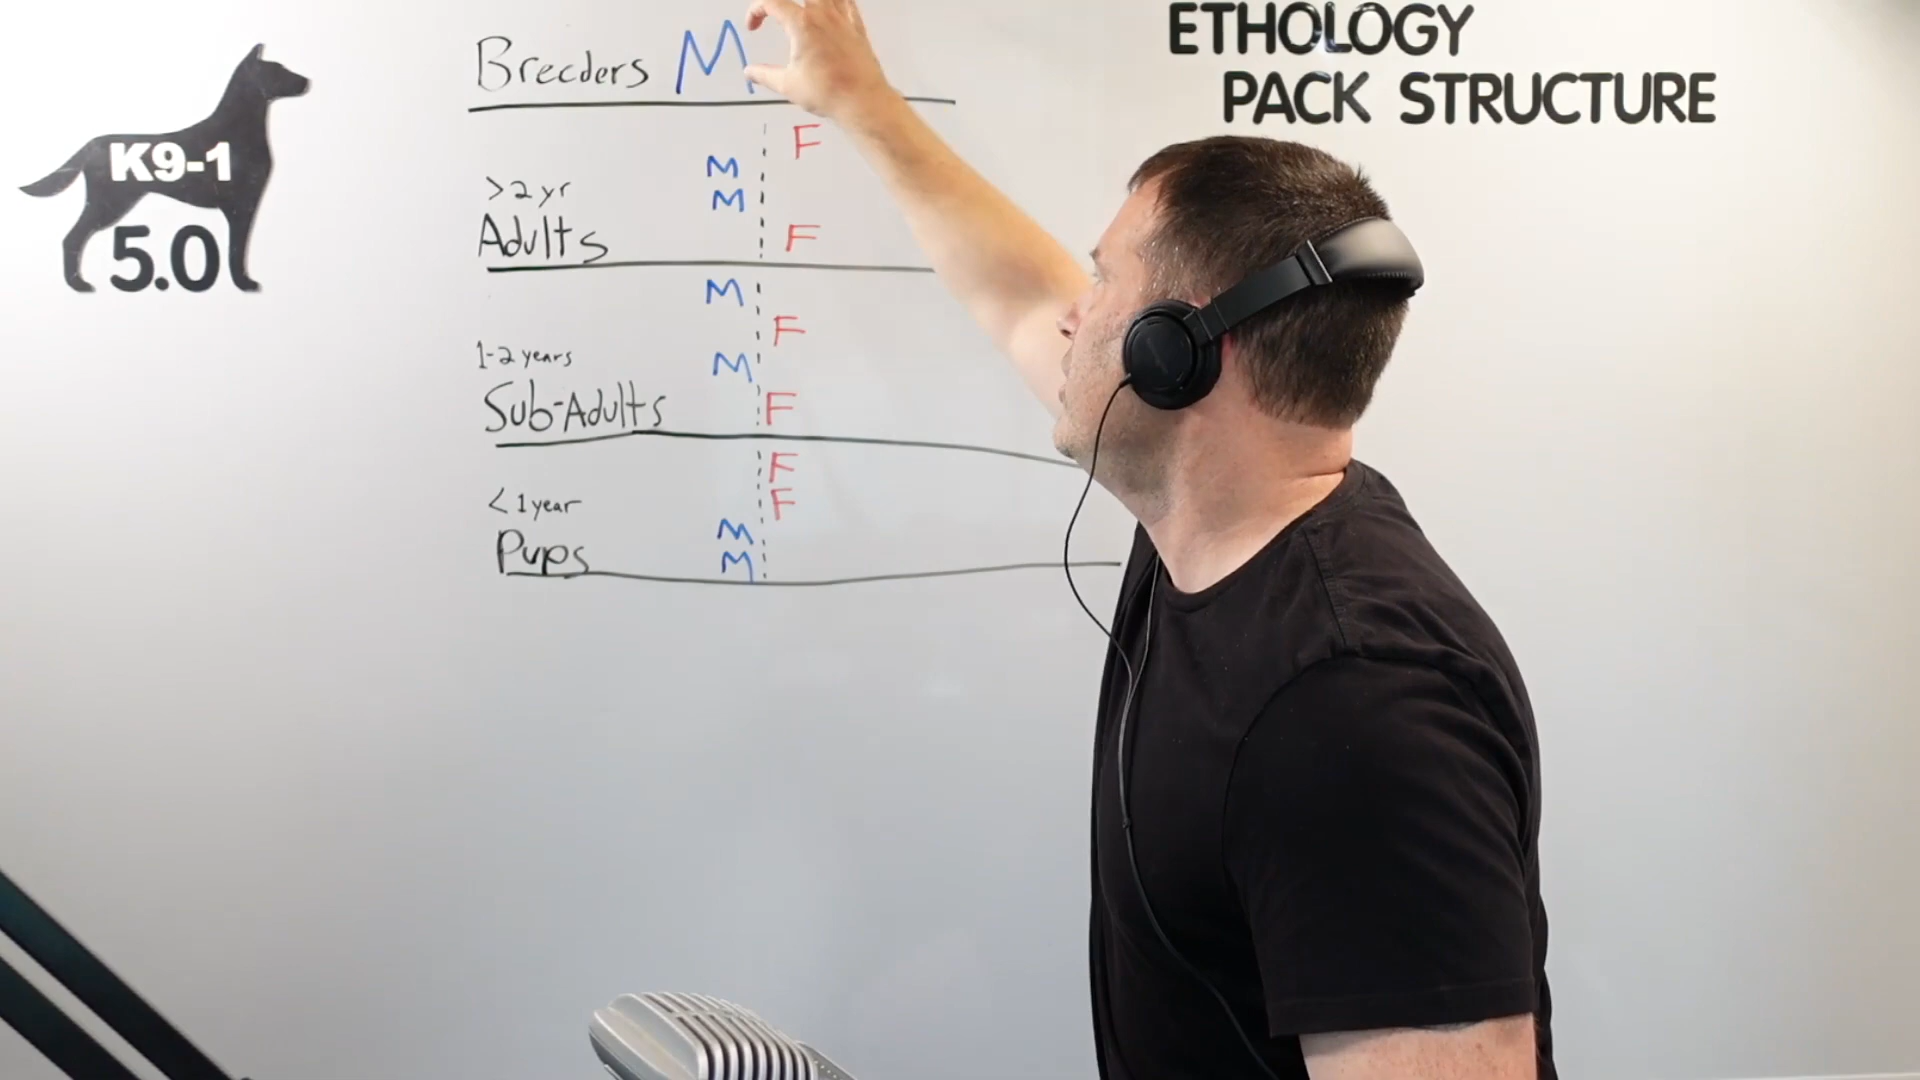 K9-1
5.0
ETHOLOGY
PACK STRUCTURE
Breeders M
F
M
M
>2yr
Adults
F
M
F
1-2 years
M
Sub-Adults
F
F
<1year
F
M
Pups
M